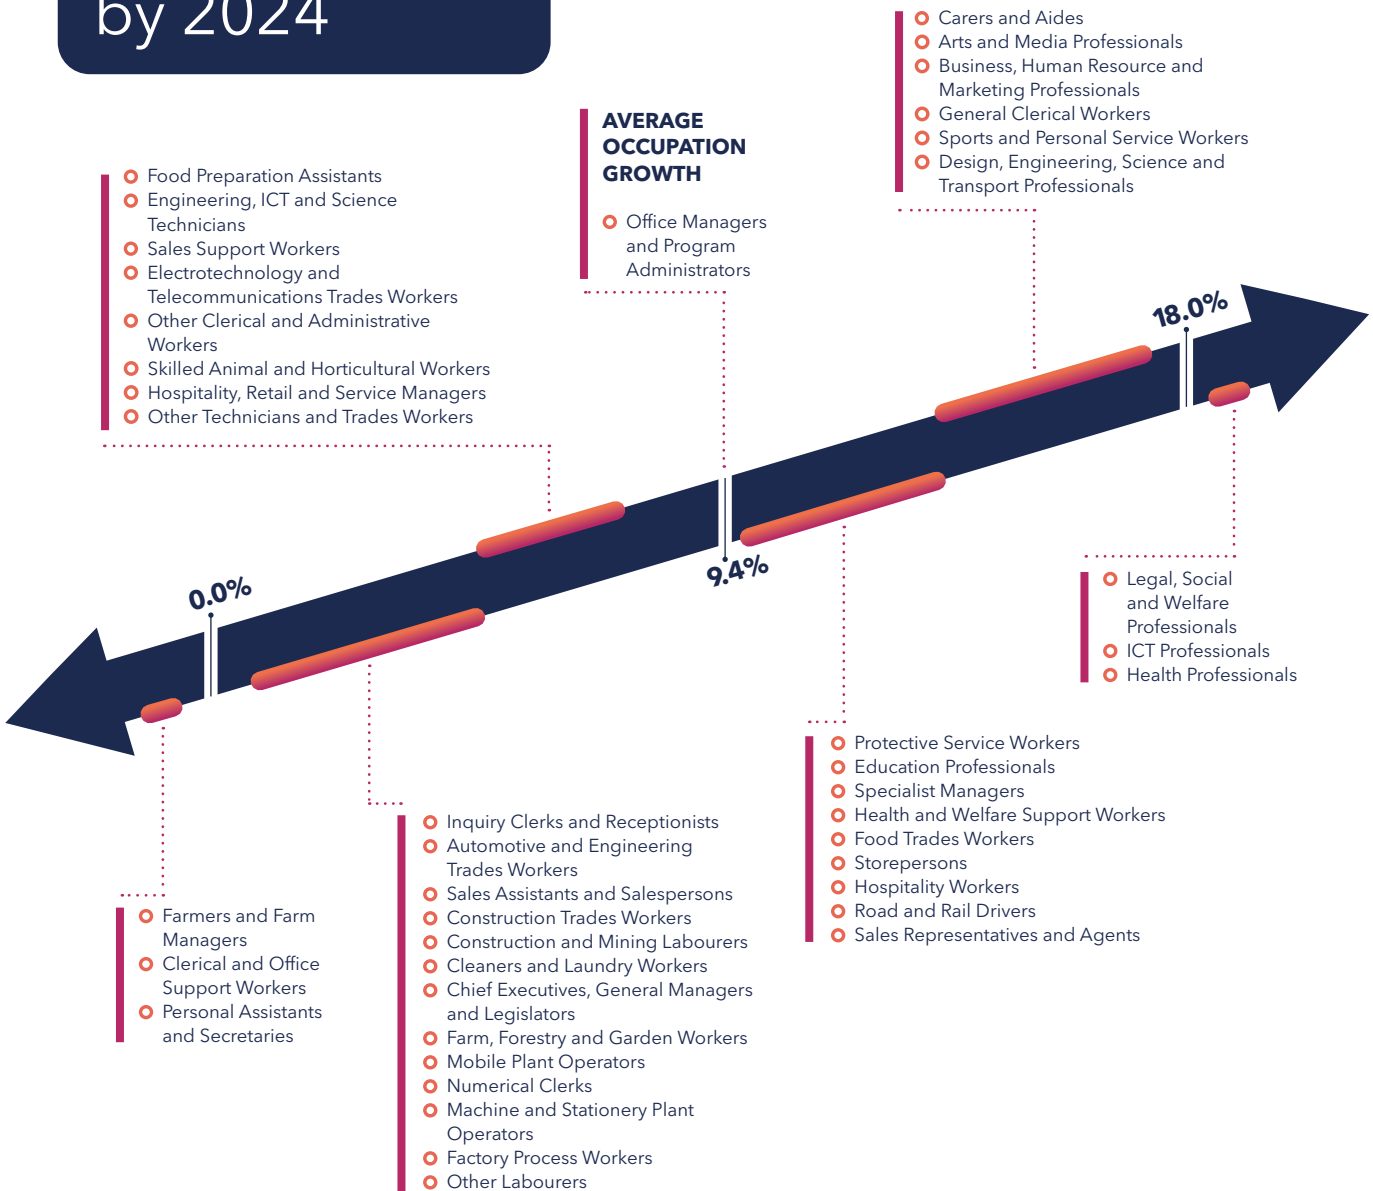 by 2024
Carers and Aides
Arts and Media Professionals
Business, Human Resource and
Marketing Professionals
General Clerical Workers
Sports and Personal Service Workers
Design, Engineering, Science and
Transport Professionals
AVERAGE
OCCUPATION
GROWTH
Office Managers
and Program
Administrators
Food Preparation Assistants
Engineering, ICT and Science
Technicians
Sales Support Workers
Electrotechnology and
Telecommunications Trades Workers
Other Clerical and Administrative
Workers
Skilled Animal and Horticultural Workers
Hospitality, Retail and Service Managers
Other Technicians and Trades Workers
18.0%
9.4%
0.0%
Legal, Social
and Welfare
Professionals
ICT Professionals
Health Professionals
Protective Service Workers
Education Professionals
Specialist Managers
Health and Welfare Support Workers
Food Trades Workers
Storepersons
Hospitality Workers
Road and Rail Drivers
Sales Representatives and Agents
Inquiry Clerks and Receptionists
Automotive and Engineering
Trades Workers
Sales Assistants and Salespersons
Construction Trades Workers
Construction and Mining Labourers
Cleaners and Laundry Workers
Chief Executives, General Managers
and Legislators
Farm, Forestry and Garden Workers
Mobile Plant Operators
Numerical Clerks
Machine and Stationery Plant
Operators
Factory Process Workers
Other Labourers
Farmers and Farm
Managers
Clerical and Office
Support Workers
Personal Assistants
and Secretaries